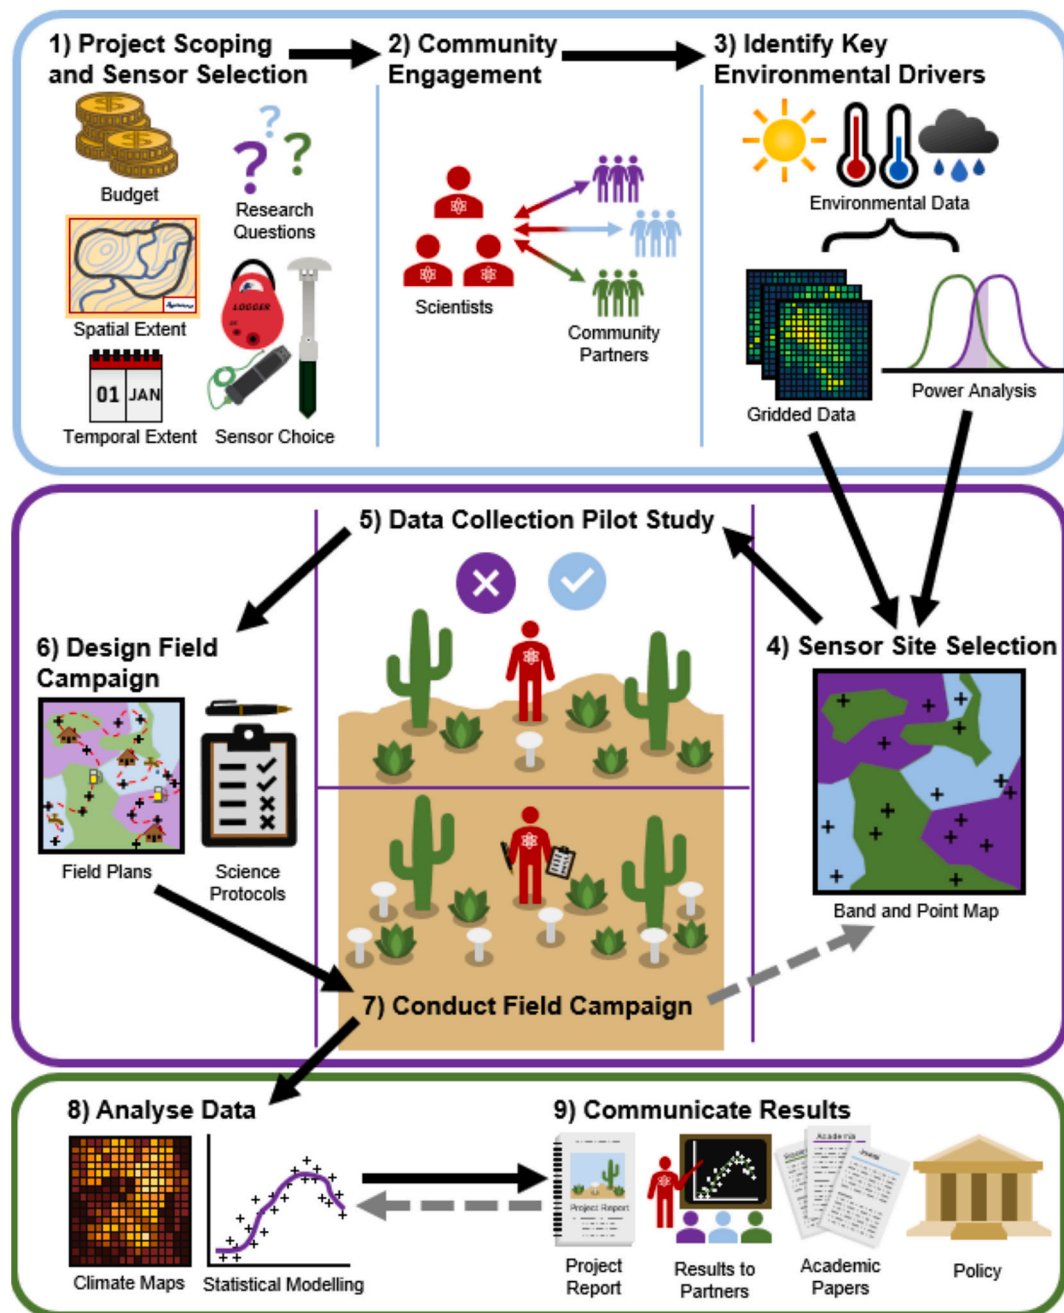 1) Project Scoping
and Sensor Selection
Budget
Research
Questions
Spatial Extent
LOGGER
01 JAN
Temporal Extent
Sensor Choice
2) Community
Engagement
Scientists
Community
Partners
3) Identify Key
Environmental Drivers
Environmental Data
Gridded Data
Power Analysis
4) Sensor Site Selection
Band and Point Map
5) Data Collection Pilot Study
6) Design Field
Campaign
Field Plans
Science
Protocols
7) Conduct Field Campaign
8) Analyse Data
Climate Maps
Statistical Modelling
9) Communicate Results
Project Report
Project
Report
Results to
Partners
Academia
Academic
Papers
Policy